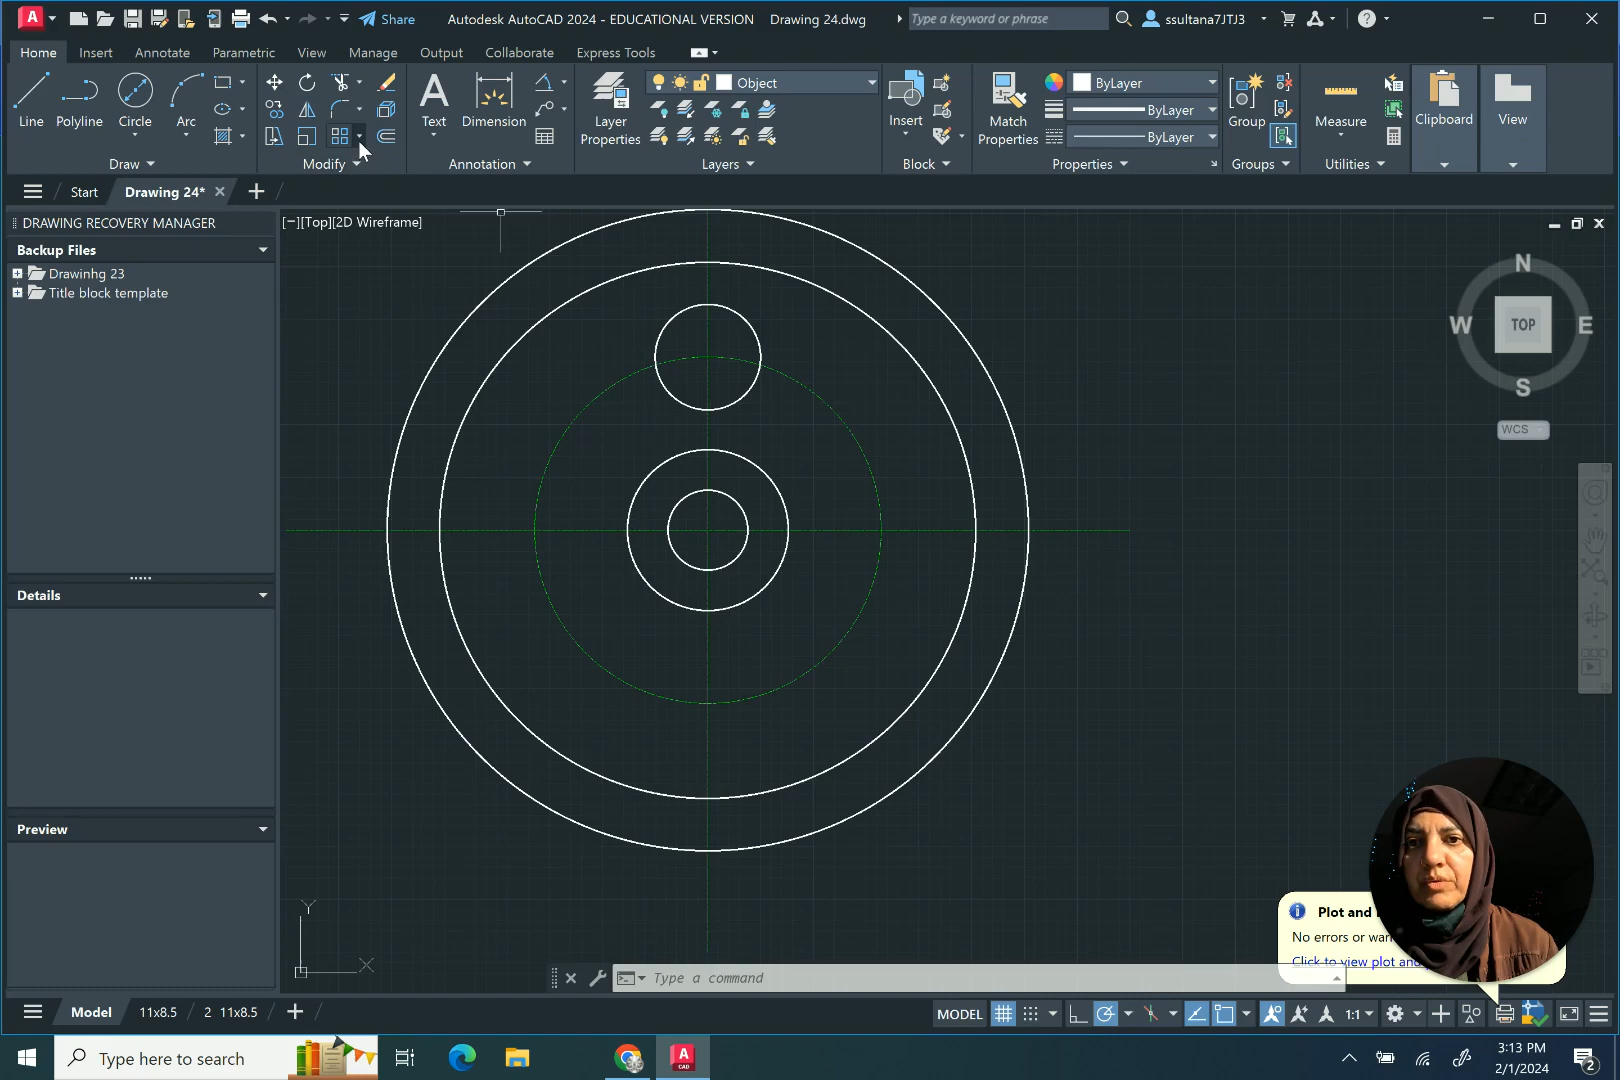 A CAD
Share
Autodesk AutoCAD 2024 - EDUCATIONAL VERSION Drawing 24.dwg
Type a keyword or phrase
ssultana7JTJ3
Home Insert Annotate Parametric View Manage Output Collaborate Express Tools
Line Polyline Circle Arc
Text Dimension
Layer Properties
Object
Insert
Match Properties
ByLayer
ByLayer
ByLayer
Group
Measure
Clipboard
View
Draw Modify Annotation Layers Block Properties Groups Utilities
Start Drawing 24*
DRAWING RECOVERY MANAGER
Backup Files
Drawinhg 23
Title block template
Details
Preview
[−][Top][2D Wireframe]
N
W TOP E
S
WCS
Y
X
Plot and
No errors or
Click to view plot
Type a command
Model 11x8.5 2 11x8.5
MODEL
1:1
Type here to search
A CAD
3:13 PM
2/1/2024
2